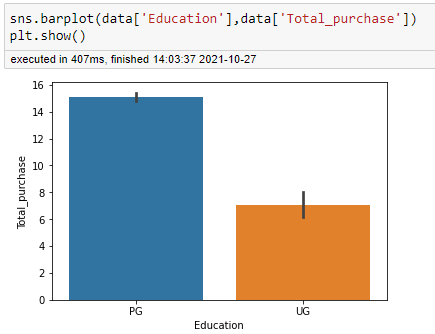 sns.barplot(data['Education'],data['Total_purchase'])
plt.show()
executed in 407ms, finished 14:03:37 2021-10-27
16
14
12
10
8
6
4
2
0
Total_purchase
PG UG
Education